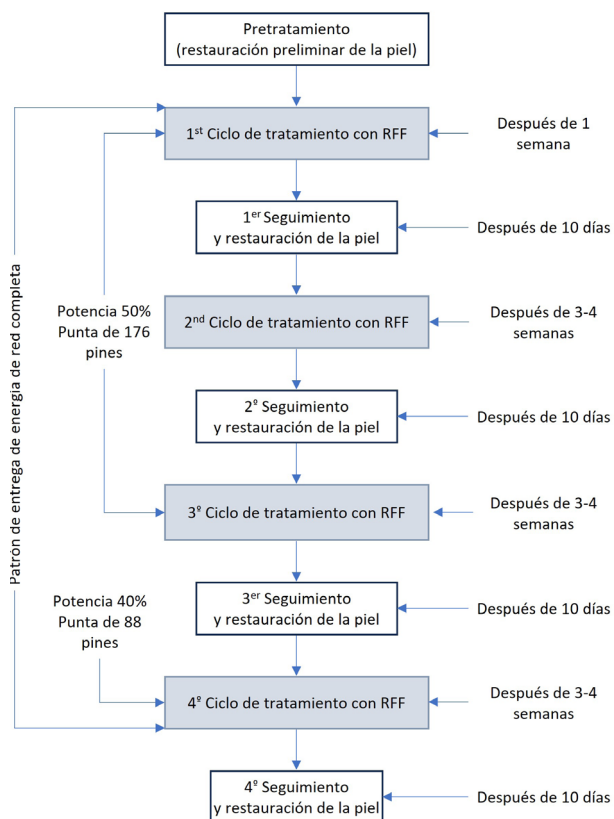 Pretratamiento
(restauración preliminar de la piel)
1st Ciclo de tratamiento con RFF
Después de 1
semana
1er Seguimiento
y restauración de la piel
Después de 10 días
Potencia 50%
Punta de 176
pines
2nd Ciclo de tratamiento con RFF
Después de 3-4
semanas
Patrón de entrega de energia de red completa
2º Seguimiento
y restauración de la piel
Después de 10 días
3º Ciclo de tratamiento con RFF
Después de 3-4
semanas
Potencia 40%
Punta de 88
pines
3er Seguimiento
y restauración de la piel
Después de 10 días
4º Ciclo de tratamiento con RFF
Después de 3-4
semanas
4º Seguimiento
y restauración de la piel
Después de 10 días